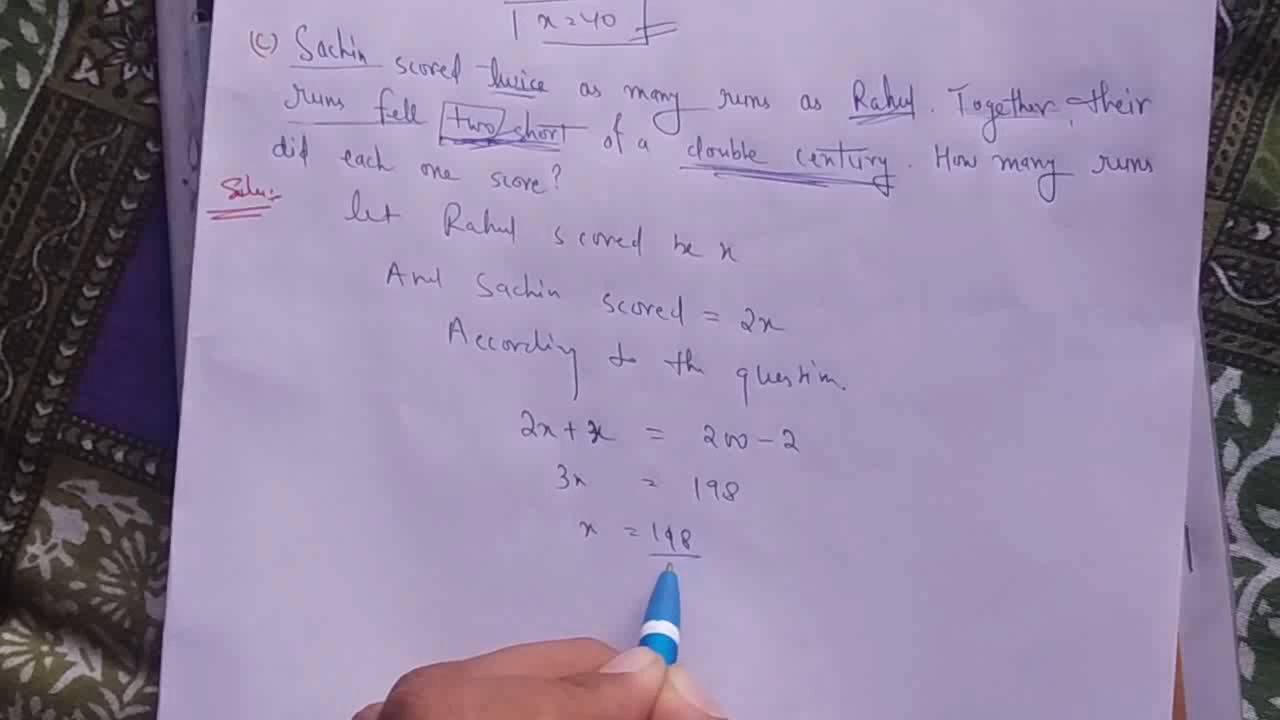 x = 40
(c) Sachin scored twice as many runs as Rahul. Together, their
runs fell two short of a double century. How many runs
did each one score?
Solu:-
let Rahul scored be x
And Sachin scored = 2x
According to the question.
2x + x = 200 - 2
3x = 198
x = 198